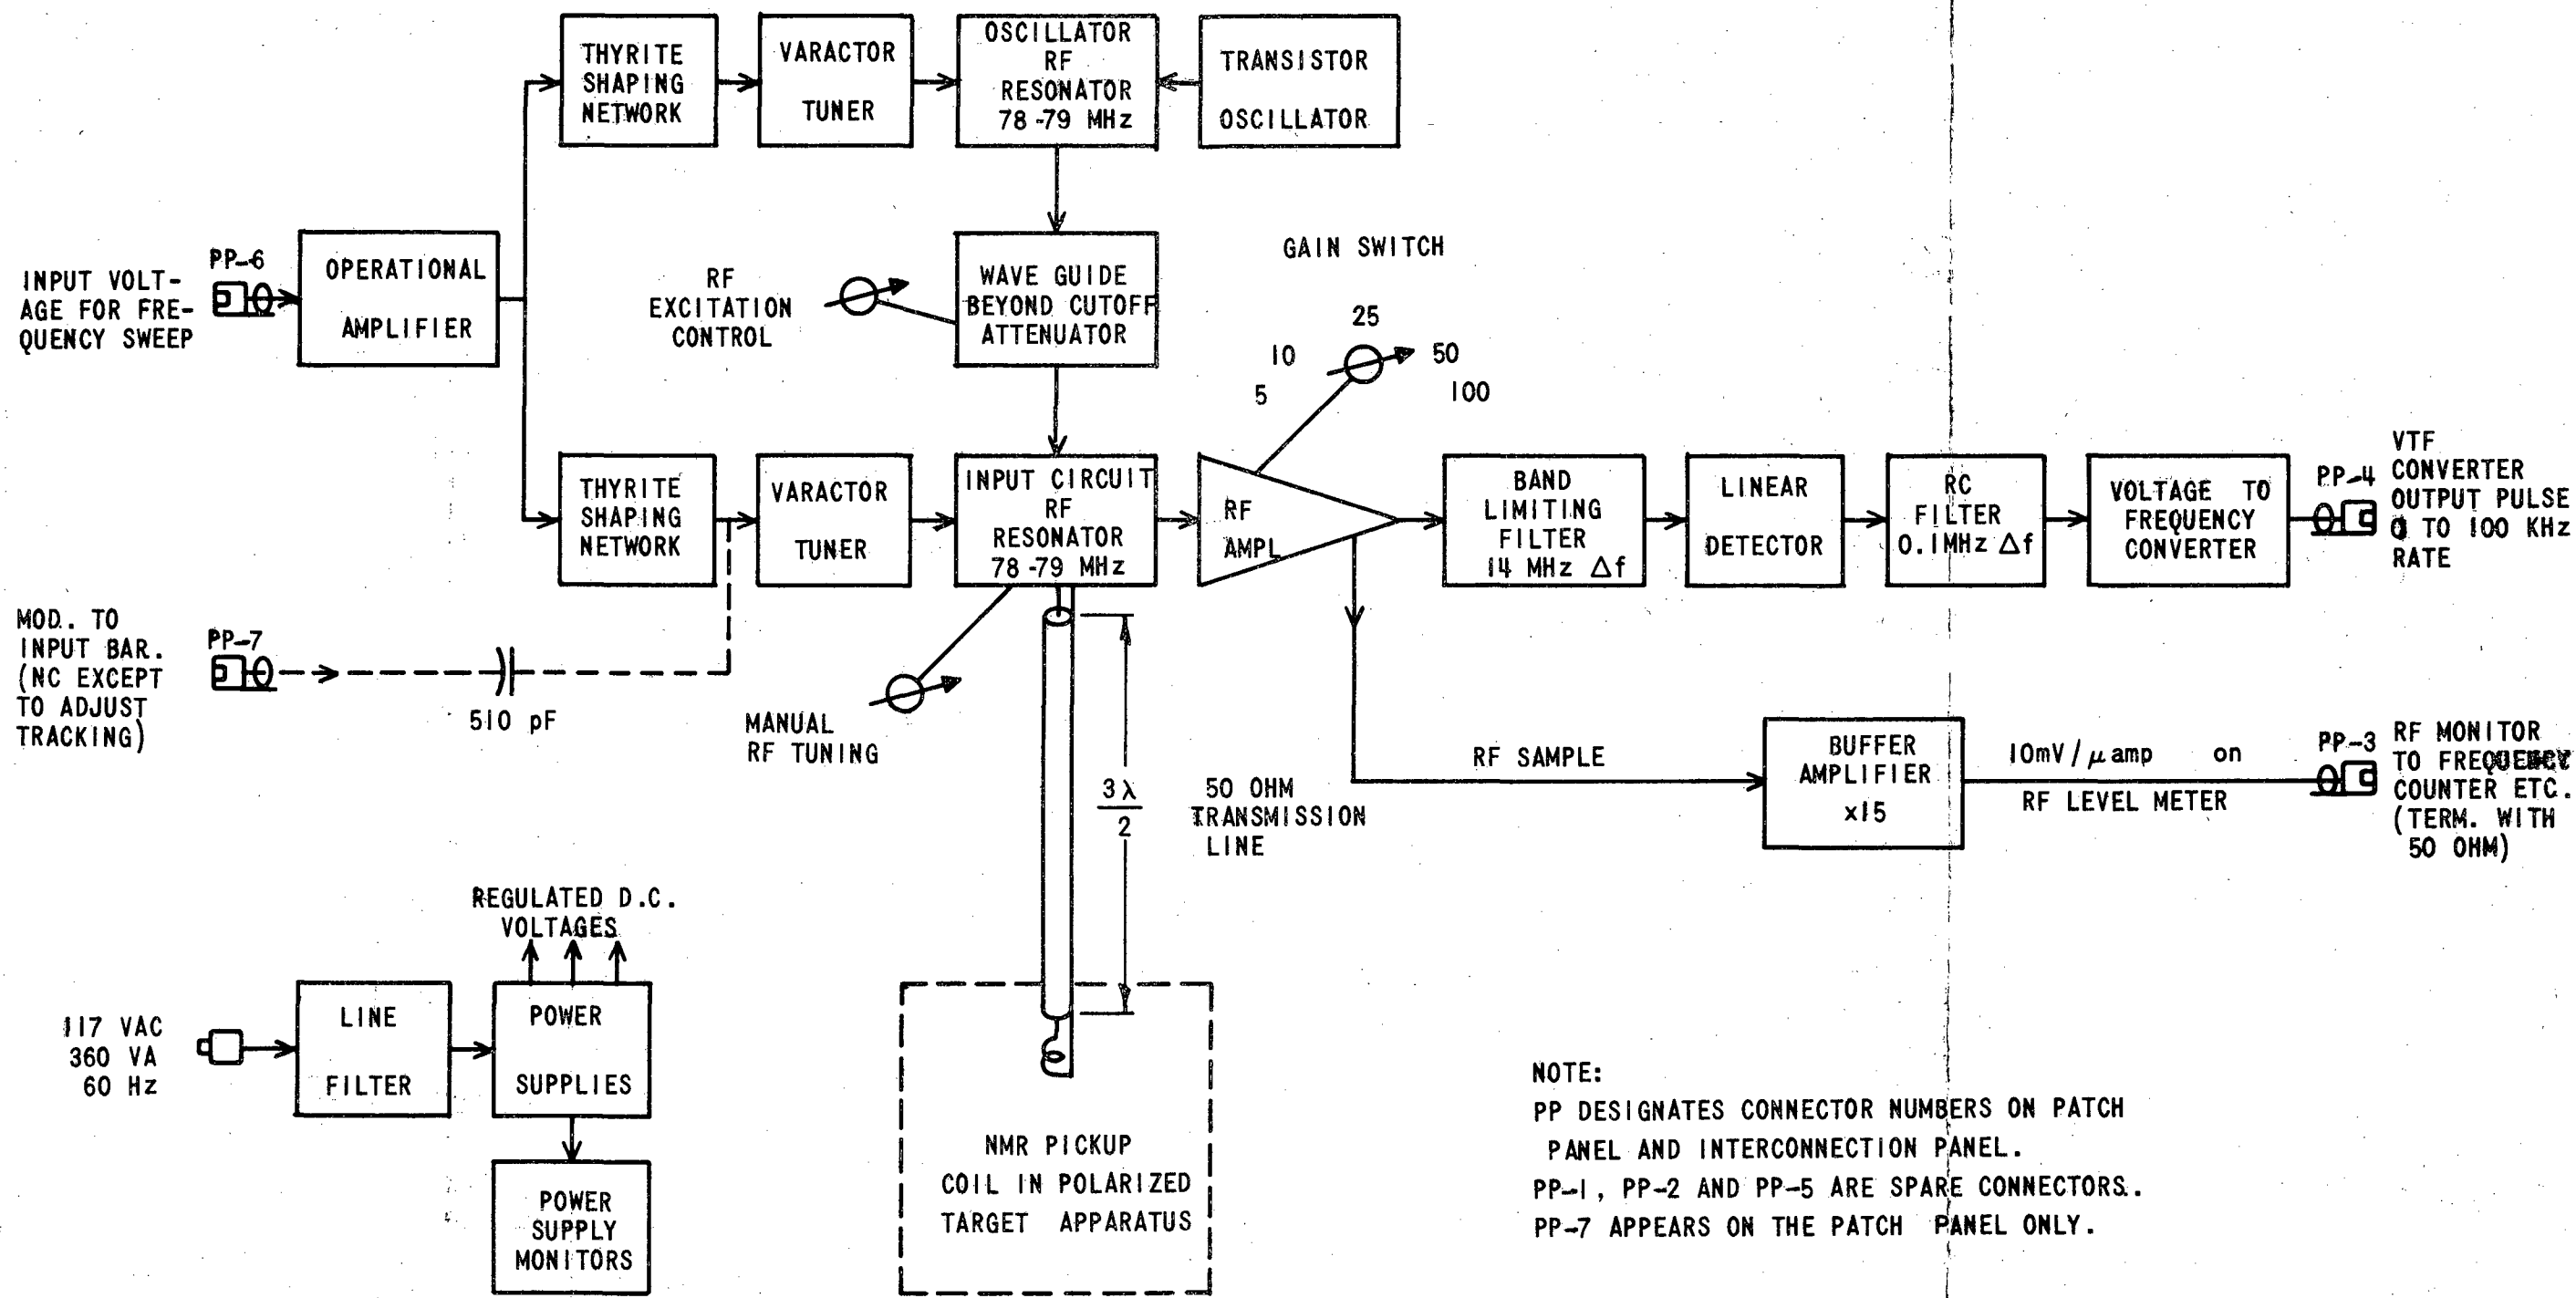 THYRITE
SHAPING
NETWORK
VARACTOR
TUNER
OSCILLATOR
RF
RESONATOR
78-79 MHz
TRANSISTOR
OSCILLATOR
INPUT VOLT-
AGE FOR FRE-
QUENCY SWEEP
PP-6
OPERATIONAL
AMPLIFIER
RF
EXCITATION
CONTROL
WAVE GUIDE
BEYOND CUTOFF
ATTENUATOR
GAIN SWITCH
5
10
25
50
100
THYRITE
SHAPING
NETWORK
VARACTOR
TUNER
INPUT CIRCUIT
RF
RESONATOR
78-79 MHz
RF
AMPL
BAND
LIMITING
FILTER
14 MHz Δf
LINEAR
DETECTOR
RC
FILTER
0.1MHz Δf
VOLTAGE TO
FREQUENCY
CONVERTER
PP-4
VTF
CONVERTER
OUTPUT PULSE
0 TO 100 KHz
RATE
MOD.. TO
INPUT BAR.
(NC EXCEPT
TO ADJUST
TRACKING)
PP-7
510 pF
MANUAL
RF TUNING
3λ
2
50 OHM
TRANSMISSION
LINE
RF SAMPLE
BUFFER
AMPLIFIER
x15
10mV/μamp on
RF LEVEL METER
PP-3
RF MONITOR
TO FREQUENCY
COUNTER ETC.
(TERM. WITH
50 OHM)
REGULATED D.C.
VOLTAGES
117 VAC
360 VA
60 Hz
LINE
FILTER
POWER
SUPPLIES
POWER
SUPPLY
MONITORS
NMR PICKUP
COIL IN POLARIZED
TARGET APPARATUS
NOTE:
PP DESIGNATES CONNECTOR NUMBERS ON PATCH
PANEL AND INTERCONNECTION PANEL.
PP-1, PP-2 AND PP-5 ARE SPARE CONNECTORS.
PP-7 APPEARS ON THE PATCH PANEL ONLY.